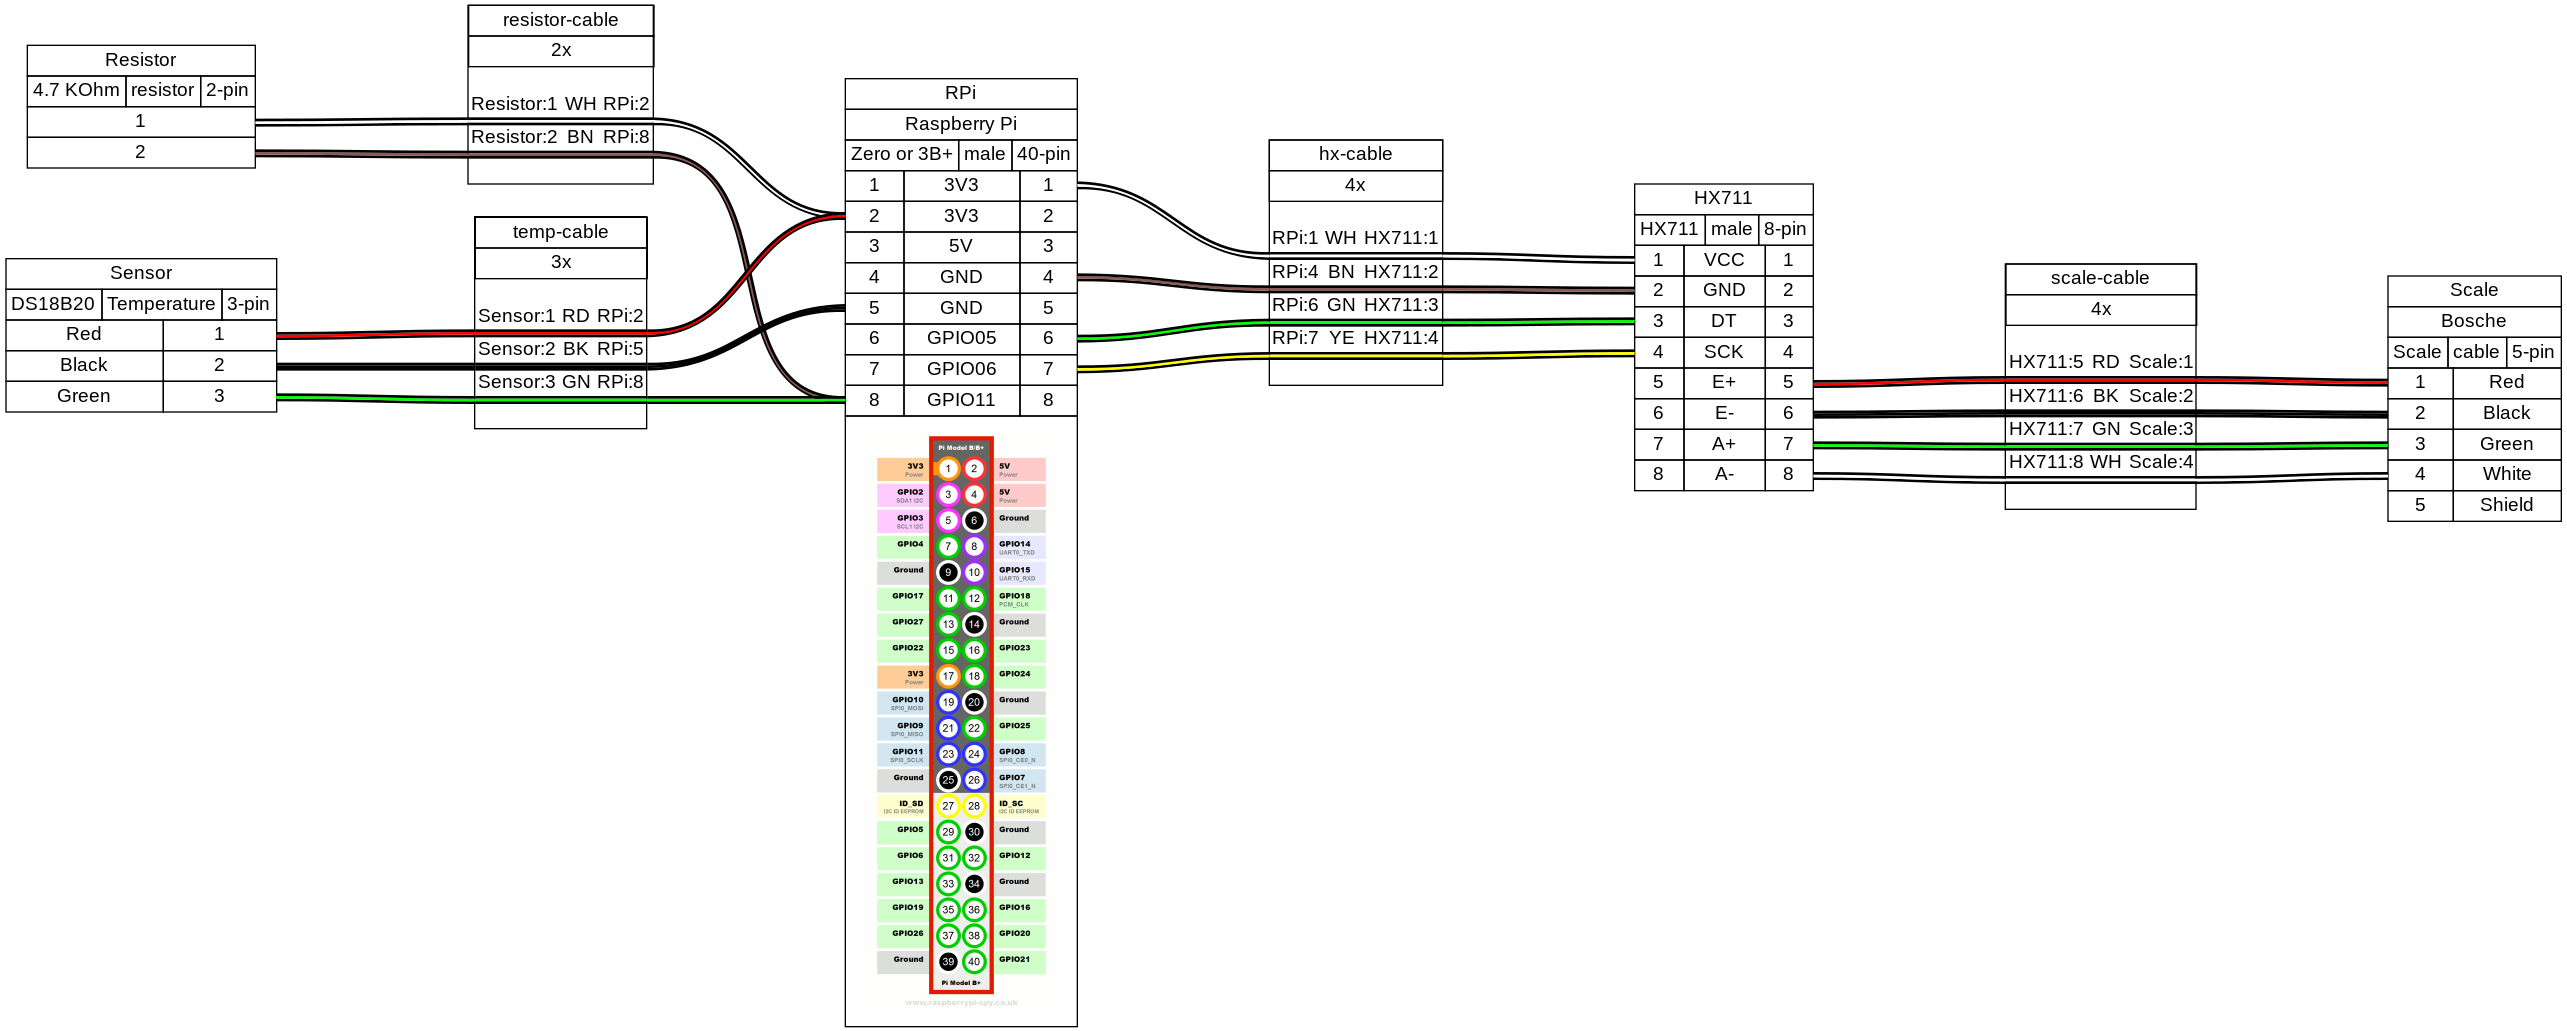 resistor-cable
2x
Resistor:1 WH RPi:2
Resistor:2 BN RPi:8
Resistor
4.7 KOhm resistor 2-pin
1
2
temp-cable
3x
Sensor:1 RD RPi:2
Sensor:2 BK RPi:5
Sensor:3 GN RPi:8
Sensor
DS18B20 Temperature 3-pin
Red 1
Black 2
Green 3
RPi
Raspberry Pi
Zero or 3B+ male 40-pin
1 3V3 1
2 3V3 2
3 5V 3
4 GND 4
5 GND 5
6 GPIO05 6
7 GPIO06 7
8 GPIO11 8
Pi Model B/B+
3V3 Power 1 2 5V Power
GPIO2 SDA1 I2C 3 4 5V Power
GPIO3 SCL1 I2C 5 6 Ground
GPIO4 7 8 GPIO14 UART0_TXD
Ground 9 10 GPIO15 UART0_RXD
GPIO17 11 12 GPIO18 PCM_CLK
GPIO27 13 14 Ground
GPIO22 15 16 GPIO23
3V3 Power 17 18 GPIO24
GPIO10 SPI0_MOSI 19 20 Ground
GPIO9 SPI0_MISO 21 22 GPIO25
GPIO11 SPI0_SCLK 23 24 GPIO8 SPI0_CE0_N
Ground 25 26 GPIO7 SPI0_CE1_N
ID_SD I2C ID EEPROM 27 28 ID_SC I2C ID EEPROM
GPIO5 29 30 Ground
GPIO6 31 32 GPIO12
GPIO13 33 34 Ground
GPIO19 35 36 GPIO16
GPIO26 37 38 GPIO20
Ground 39 40 GPIO21
Pi Model B+
www.raspberrypi-spy.co.uk
hx-cable
4x
RPi:1 WH HX711:1
RPi:4 BN HX711:2
RPi:6 GN HX711:3
RPi:7 YE HX711:4
HX711
HX711 male 8-pin
1 VCC 1
2 GND 2
3 DT 3
4 SCK 4
5 E+ 5
6 E- 6
7 A+ 7
8 A- 8
scale-cable
4x
HX711:5 RD Scale:1
HX711:6 BK Scale:2
HX711:7 GN Scale:3
HX711:8 WH Scale:4
Scale
Bosche
Scale cable 5-pin
1 Red
2 Black
3 Green
4 White
5 Shield